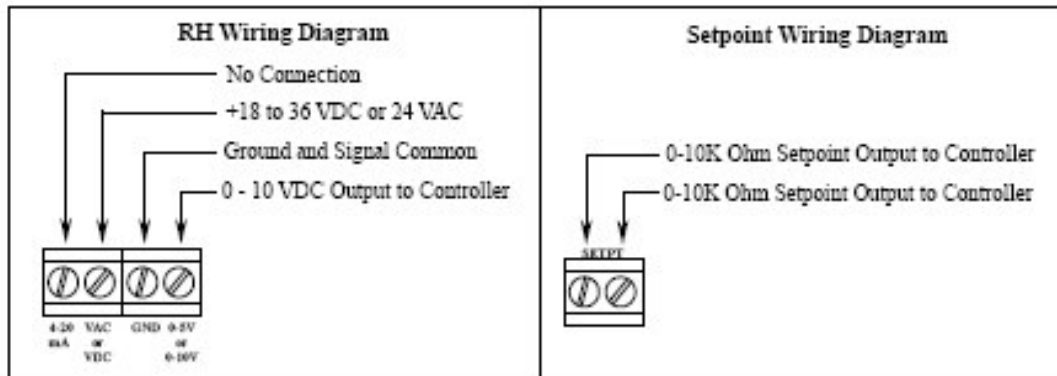 RH Wiring Diagram
No Connection
+18 to 36 VDC or 24 VAC
Ground and Signal Common
0 - 10 VDC Output to Controller
4-20 mA
VAC or VDC
GND
0-5V or 0-10V
Setpoint Wiring Diagram
0-10K Ohm Setpoint Output to Controller
0-10K Ohm Setpoint Output to Controller
SETPT